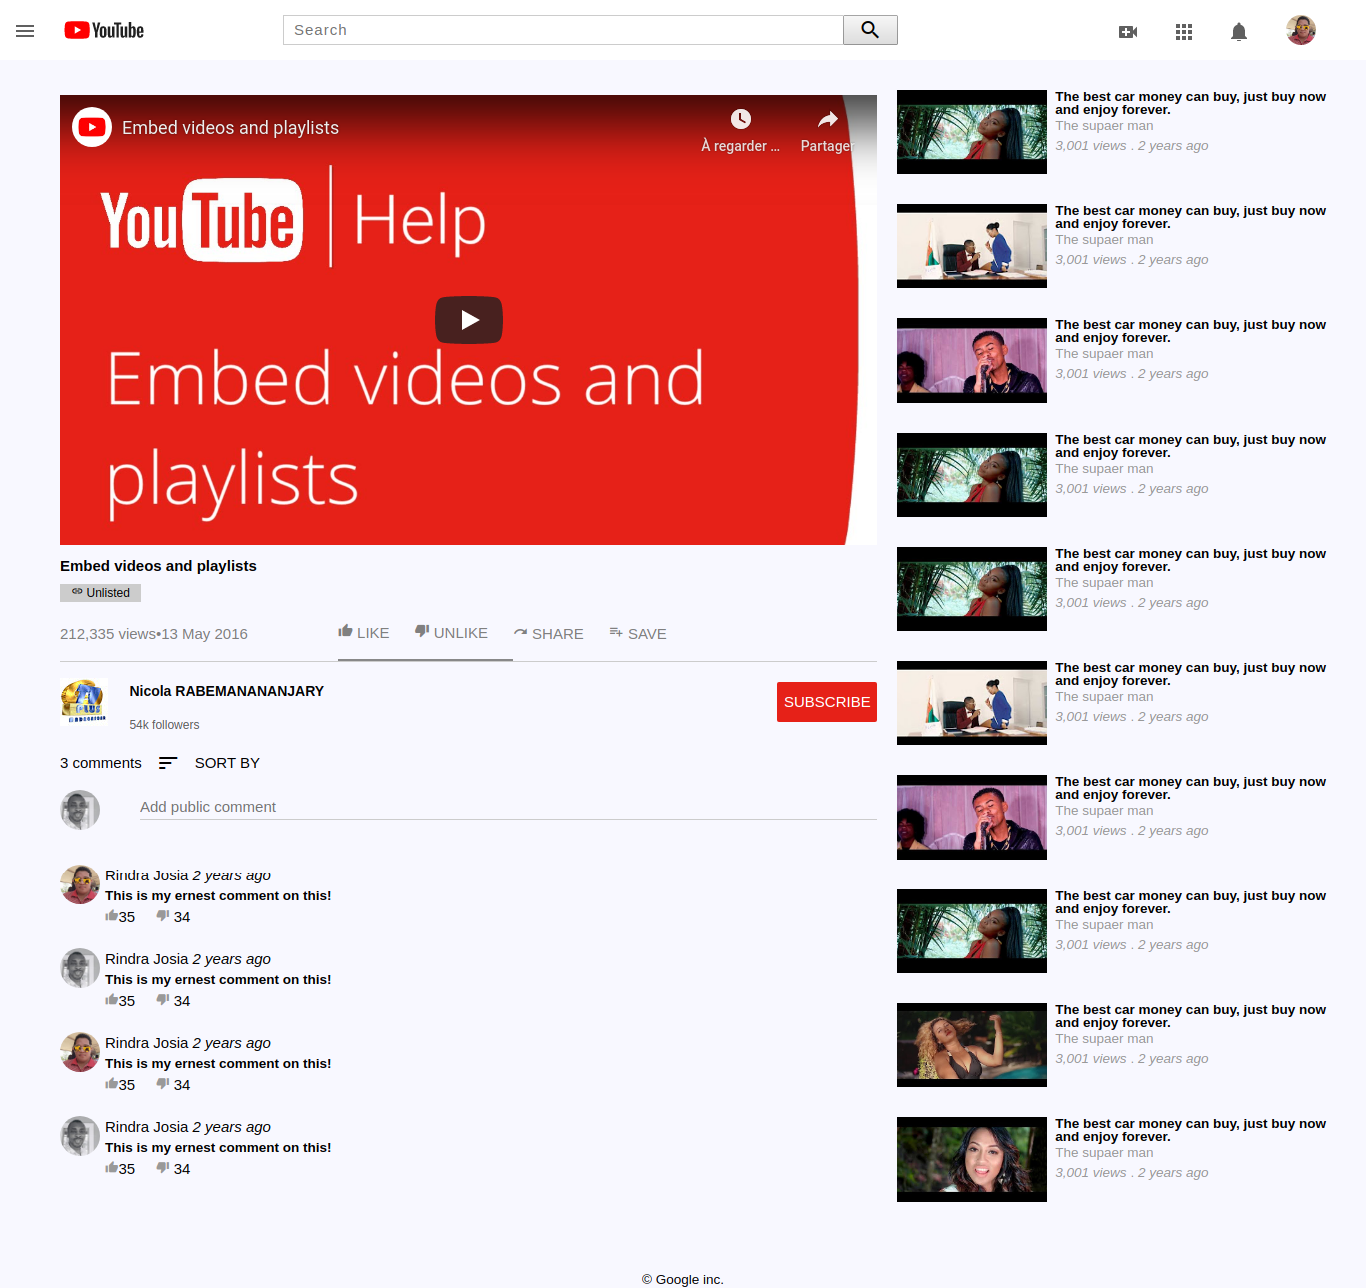 YouTube
Search
Embed videos and playlists
À regarder ...
Partager
YouTube Help
Embed videos and
playlists
Embed videos and playlists
Unlisted
212,335 views•13 May 2016
LIKE
UNLIKE
SHARE
SAVE
Nicola RABEMANANANJARY
54k followers
SUBSCRIBE
3 comments
SORT BY
Add public comment
Rindra Josia 2 years ago
This is my ernest comment on this!
35 34
Rindra Josia 2 years ago
This is my ernest comment on this!
35 34
Rindra Josia 2 years ago
This is my ernest comment on this!
35 34
Rindra Josia 2 years ago
This is my ernest comment on this!
35 34
The best car money can buy, just buy now
and enjoy forever.
The supaer man
3,001 views . 2 years ago
The best car money can buy, just buy now
and enjoy forever.
The supaer man
3,001 views . 2 years ago
The best car money can buy, just buy now
and enjoy forever.
The supaer man
3,001 views . 2 years ago
The best car money can buy, just buy now
and enjoy forever.
The supaer man
3,001 views . 2 years ago
The best car money can buy, just buy now
and enjoy forever.
The supaer man
3,001 views . 2 years ago
The best car money can buy, just buy now
and enjoy forever.
The supaer man
3,001 views . 2 years ago
The best car money can buy, just buy now
and enjoy forever.
The supaer man
3,001 views . 2 years ago
The best car money can buy, just buy now
and enjoy forever.
The supaer man
3,001 views . 2 years ago
The best car money can buy, just buy now
and enjoy forever.
The supaer man
3,001 views . 2 years ago
The best car money can buy, just buy now
and enjoy forever.
The supaer man
3,001 views . 2 years ago
© Google inc.